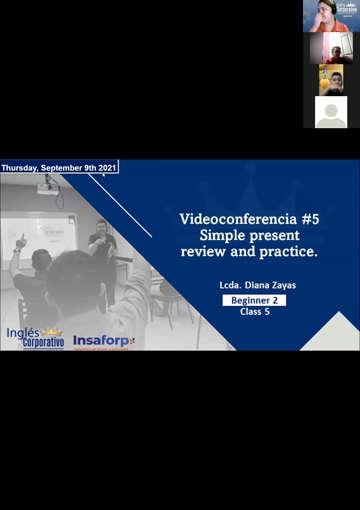 Thursday, September 9th 2021
Videoconferencia #5
Simple present
review and practice.
Lcda. Diana Zayas
Beginner 2
Class 5
Inglés
Corporativo
Insaforp